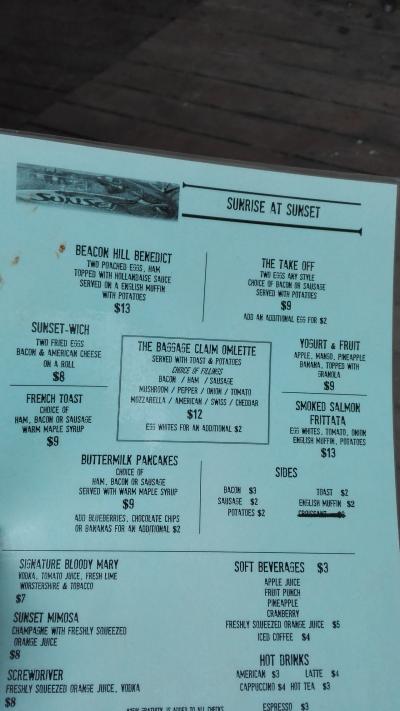 SUNRISE AT SUNSET
BEACON HILL BENEDICT
TWO POACHED EGGS, HAM
TOPPED WITH HOLLANDAISE SAUCE
SERVED ON A ENGLISH MUFFIN
WITH POTATOES
$13
THE TAKE OFF
TWO EGGS ANY STYLE
CHOICE OF BACON OR SAUSAGE
SERVED WITH POTATOES
$9
ADD AN ADDITIONAL EGG FOR $2
SUNSET-WICH
TWO FRIED EGGS
BACON & AMERICAN CHEESE
ON A ROLL
$8
THE BAGGAGE CLAIM OMLETTE
SERVED WITH TOAST & POTATOES
CHOICE OF FILLINGS
BACON / HAM / SAUSAGE
MUSHROOM / PEPPER / ONION / TOMATO
MOZZARELLA / AMERICAN / SWISS / CHEDDAR
$12
EGG WHITES FOR AN ADDITIONAL $2
YOGURT & FRUIT
APPLE, MANGO, PINEAPPLE
BANANA, TOPPED WITH
GRANOLA
$9
FRENCH TOAST
CHOICE OF
HAM, BACON OR SAUSAGE
WARM MAPLE SYRUP
$9
SMOKED SALMON
FRITTATA
EGG WHITES, TOMATO, ONION
ENGLISH MUFFIN, POTATOES
$13
BUTTERMILK PANCAKES
CHOICE OF
HAM, BACON OR SAUSAGE
SERVED WITH WARM MAPLE SYRUP
$9
ADD BLUEBERRIES, CHOCOLATE CHIPS
OR BANANAS FOR AN ADDITIONAL $2
SIDES
BACON $3
SAUSAGE $2
POTATOES $2
TOAST $2
ENGLISH MUFFIN $2
SIGNATURE BLOODY MARY
VODKA, TOMATO JUICE, FRESH LIME
WORSTERSHIRE & TOBACCO
$7
SUNSET MIMOSA
CHAMPAGNE WITH FRESHLY SQUEEZED
ORANGE JUICE
$8
SCREWDRIVER
FRESHLY SQUEEZED ORANGE JUICE, VODKA
$8
SOFT BEVERAGES $3
APPLE JUICE
FRUIT PUNCH
PINEAPPLE
CRANBERRY
FRESHLY SQUEEZED ORANGE JUICE $5
ICED COFFEE $4
HOT DRINKS
AMERICAN $3 LATTE $4
CAPPUCCINO $4 HOT TEA $3
ESPRESSO $3
GRATUITY IS ADDED TO ALL CHECKS